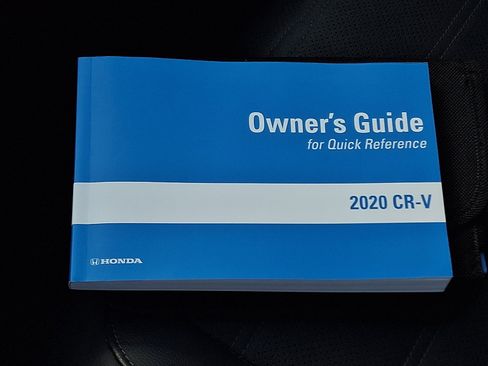 Owner's Guide
for Quick Reference
2020 CR-V
HONDA